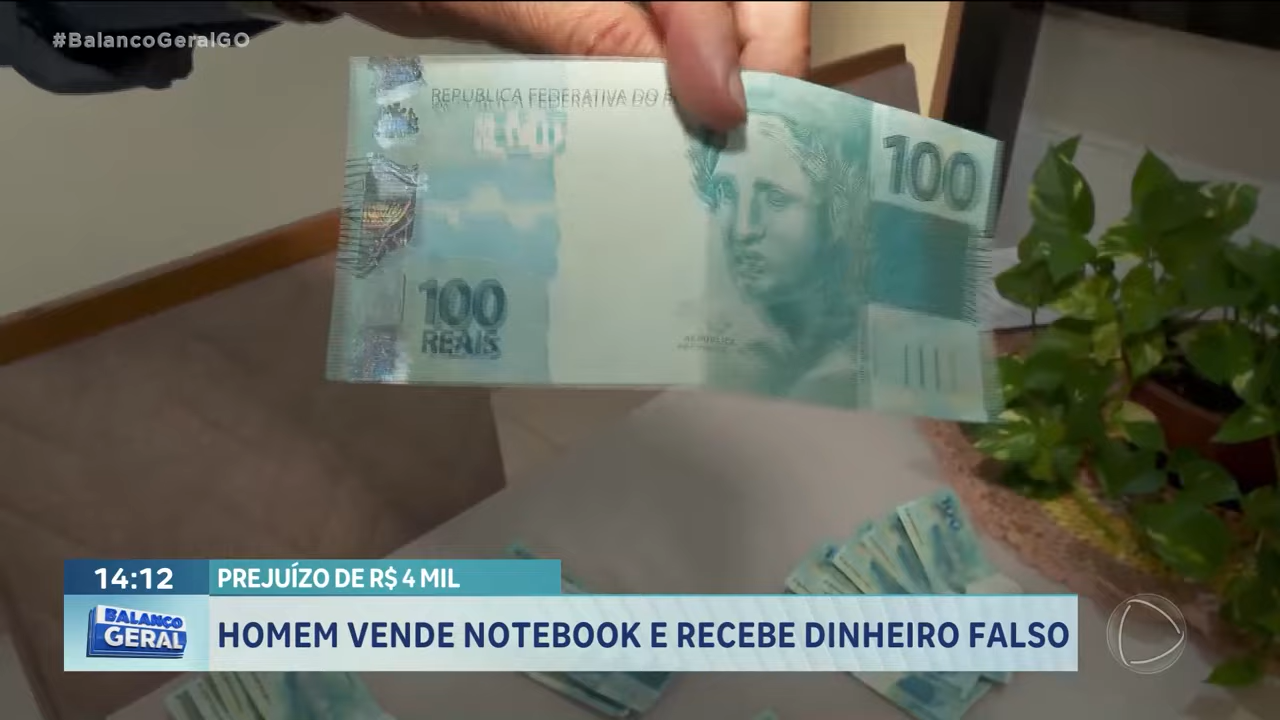 #BalancoGeralGO
REPUBLICA FEDERATIVA DO B
100
100
REAIS
14:12
PREJUÍZO DE R$ 4 MIL
BALANCO
GERAL
HOMEM VENDE NOTEBOOK E RECEBE DINHEIRO FALSO